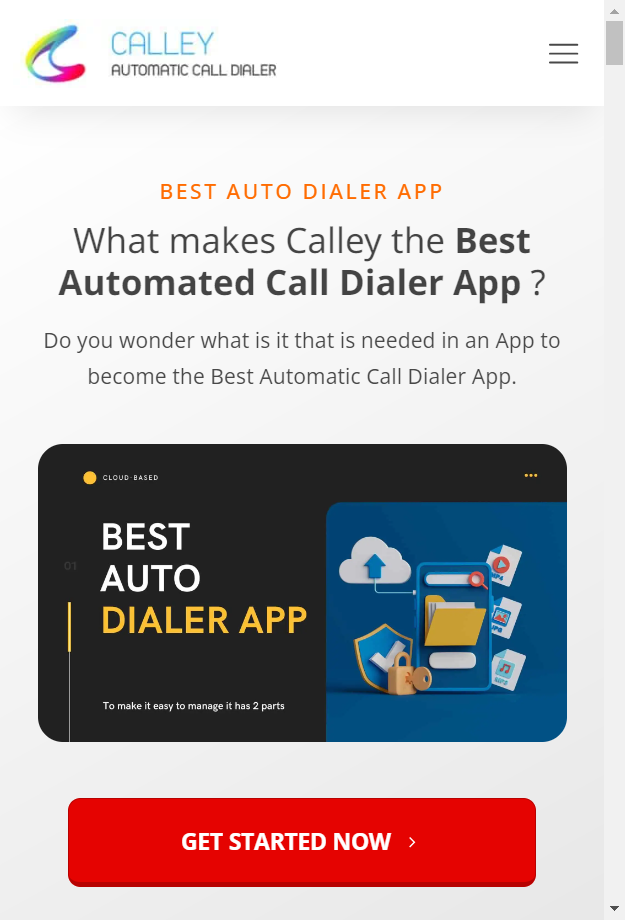 CALLEY
AUTOMATIC CALL DIALER
BEST AUTO DIALER APP
What makes Calley the Best
Automated Call Dialer App ?
Do you wonder what is it that is needed in an App to
become the Best Automatic Call Dialer App.
CLOUD-BASED
01
BEST
AUTO
DIALER APP
MP4
To make it easy to manage it has 2 parts
GET STARTED NOW